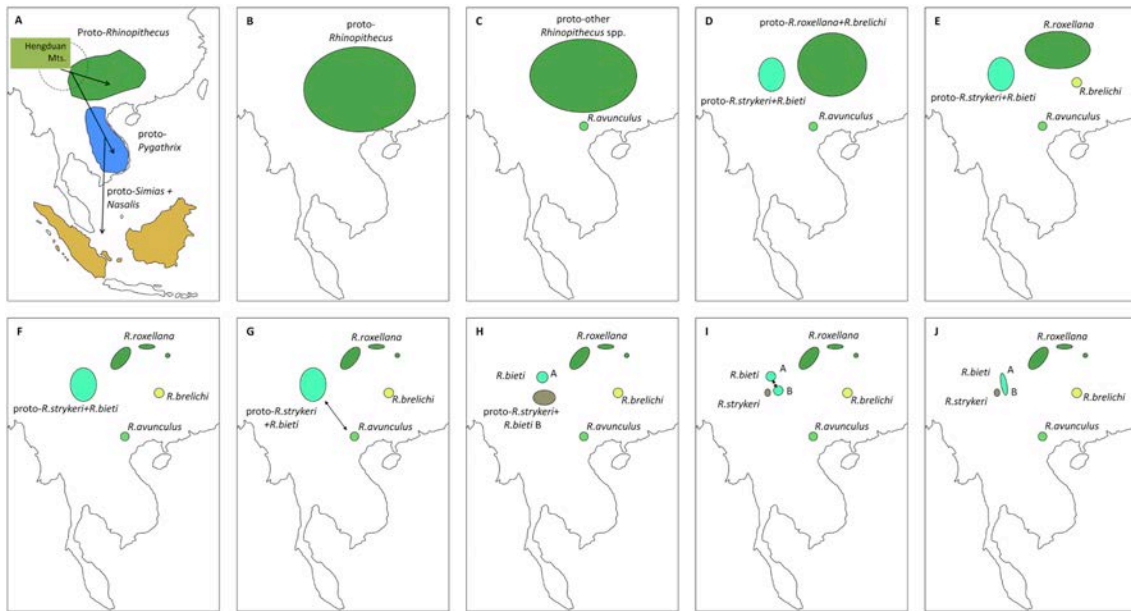 A
Proto-Rhinopithecus
Hengduan
Mts.
proto-
Pygathrix
proto-Simias +
Nasalis
B
proto-
Rhinopithecus
C
proto-other
Rhinopithecus spp.
R.avunculus
D
proto-R.roxellana+R.brelichi
proto-R.strykeri+R.bieti
R.avunculus
E
R.roxellana
proto-R.strykeri+R.bieti
R.brelichi
R.avunculus
F
R.roxellana
proto-R.strykeri+R.bieti
R.brelichi
R.avunculus
G
R.roxellana
proto-R.strykeri
+R.bieti
R.brelichi
R.avunculus
H
R.roxellana
R.bieti
A
proto-R.strykeri+
R.bieti B
R.brelichi
R.avunculus
I
R.roxellana
R.bieti
A
B
R.strykeri
R.brelichi
R.avunculus
J
R.roxellana
R.bieti
A
B
R.strykeri
R.brelichi
R.avunculus